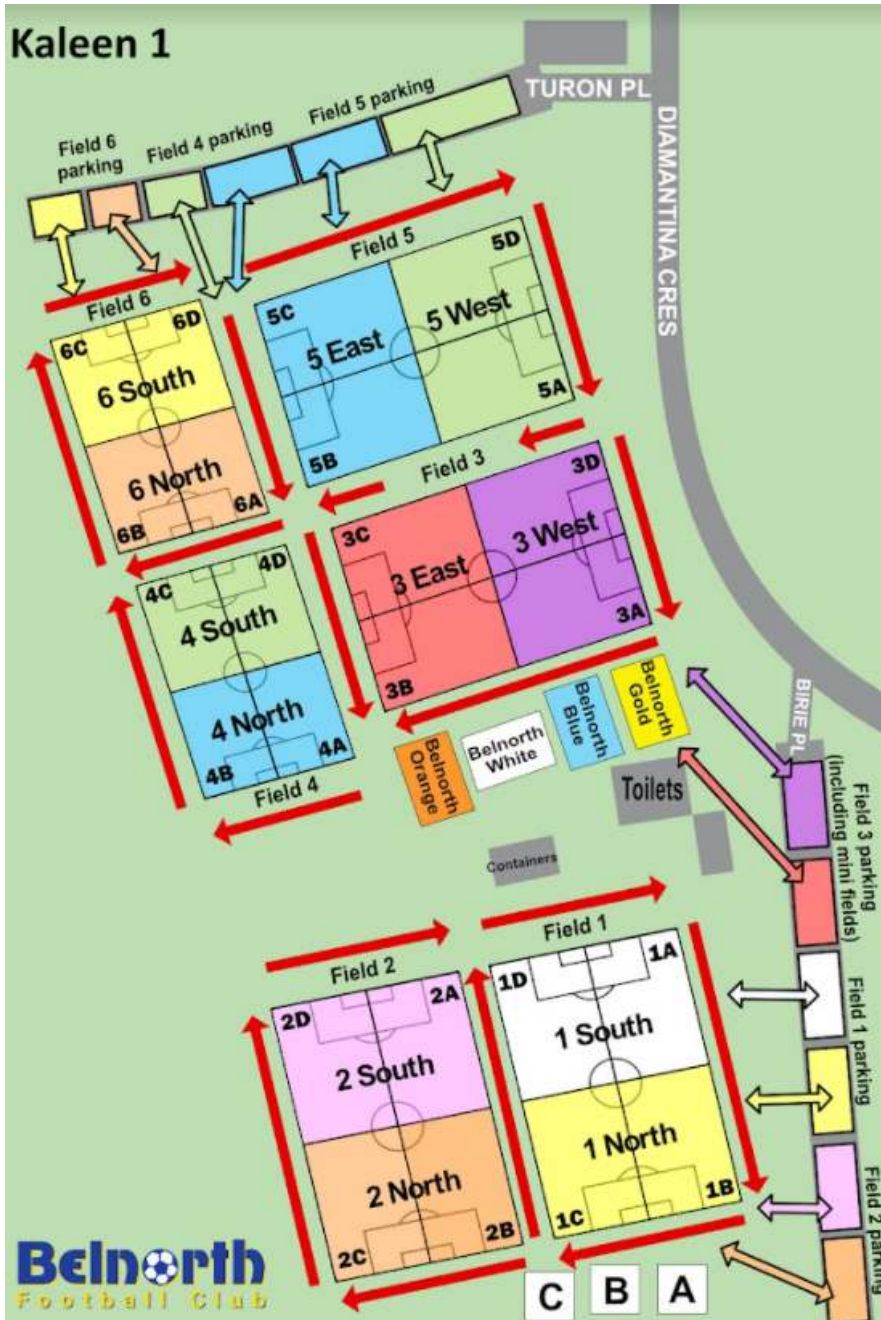 Kaleen 1
TURON PL
DIAMANTINA CRES
Field 5 parking
Field 4 parking
Field 6
parking
Field 5
5D
5C
5 West
5 East
5A
5B
Field 6
6D
6C
6 South
6 North
6A
6B
Field 3
3D
3C
3 West
3 East
3A
3B
4D
4C
4 South
4 North
4A
4B
Field 4
Belnorth
Gold
Belnorth
Blue
Belnorth
White
Belnorth
Orange
BIRIE PL
Toilets
Containers
Field 3 parking
(including mini fields)
Field 1 parking
Field 2 parking
Field 1
1A
1D
1 South
1 North
1B
1C
Field 2
2A
2D
2 South
2 North
2B
2C
C B A
Belnorth
Football Club